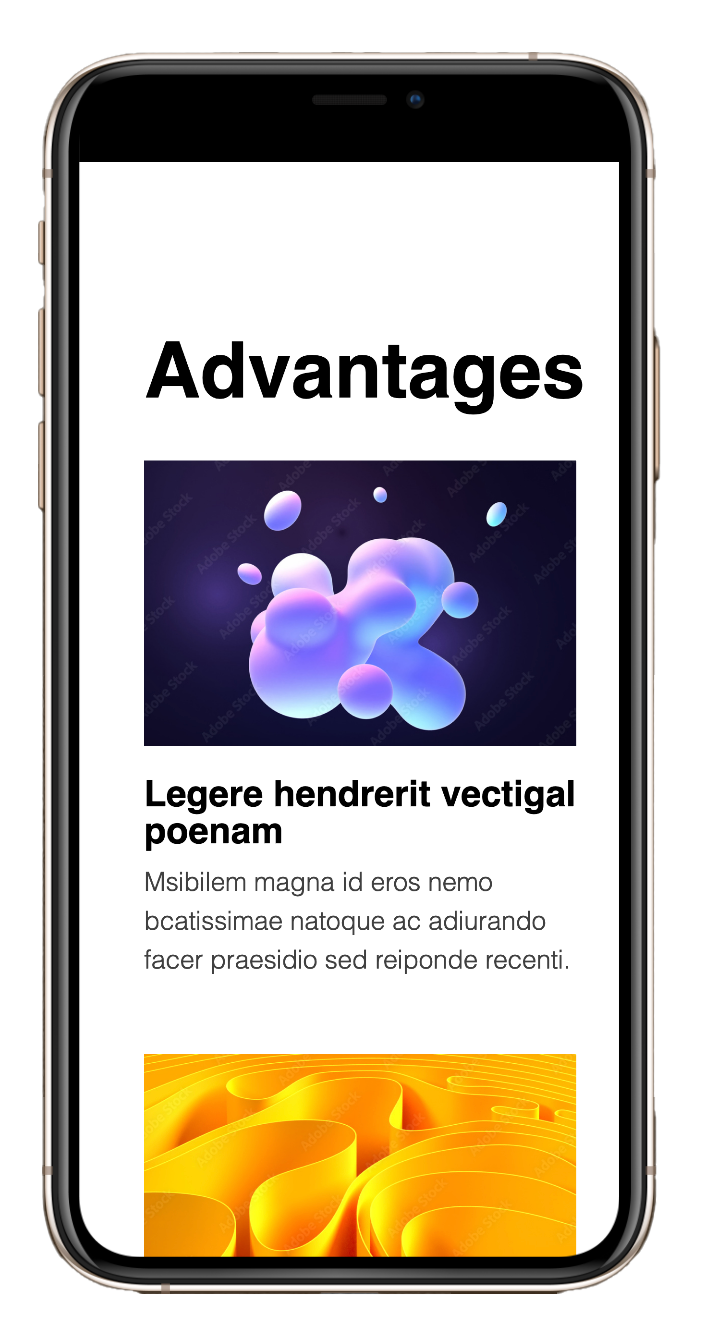 Advantages
Adobe Stock
Legere hendrerit vectigal
poenam
Msibilem magna id eros nemo
bcatissimae natoque ac adiurando
facer praesidio sed reiponde recenti.
Adobe Stock